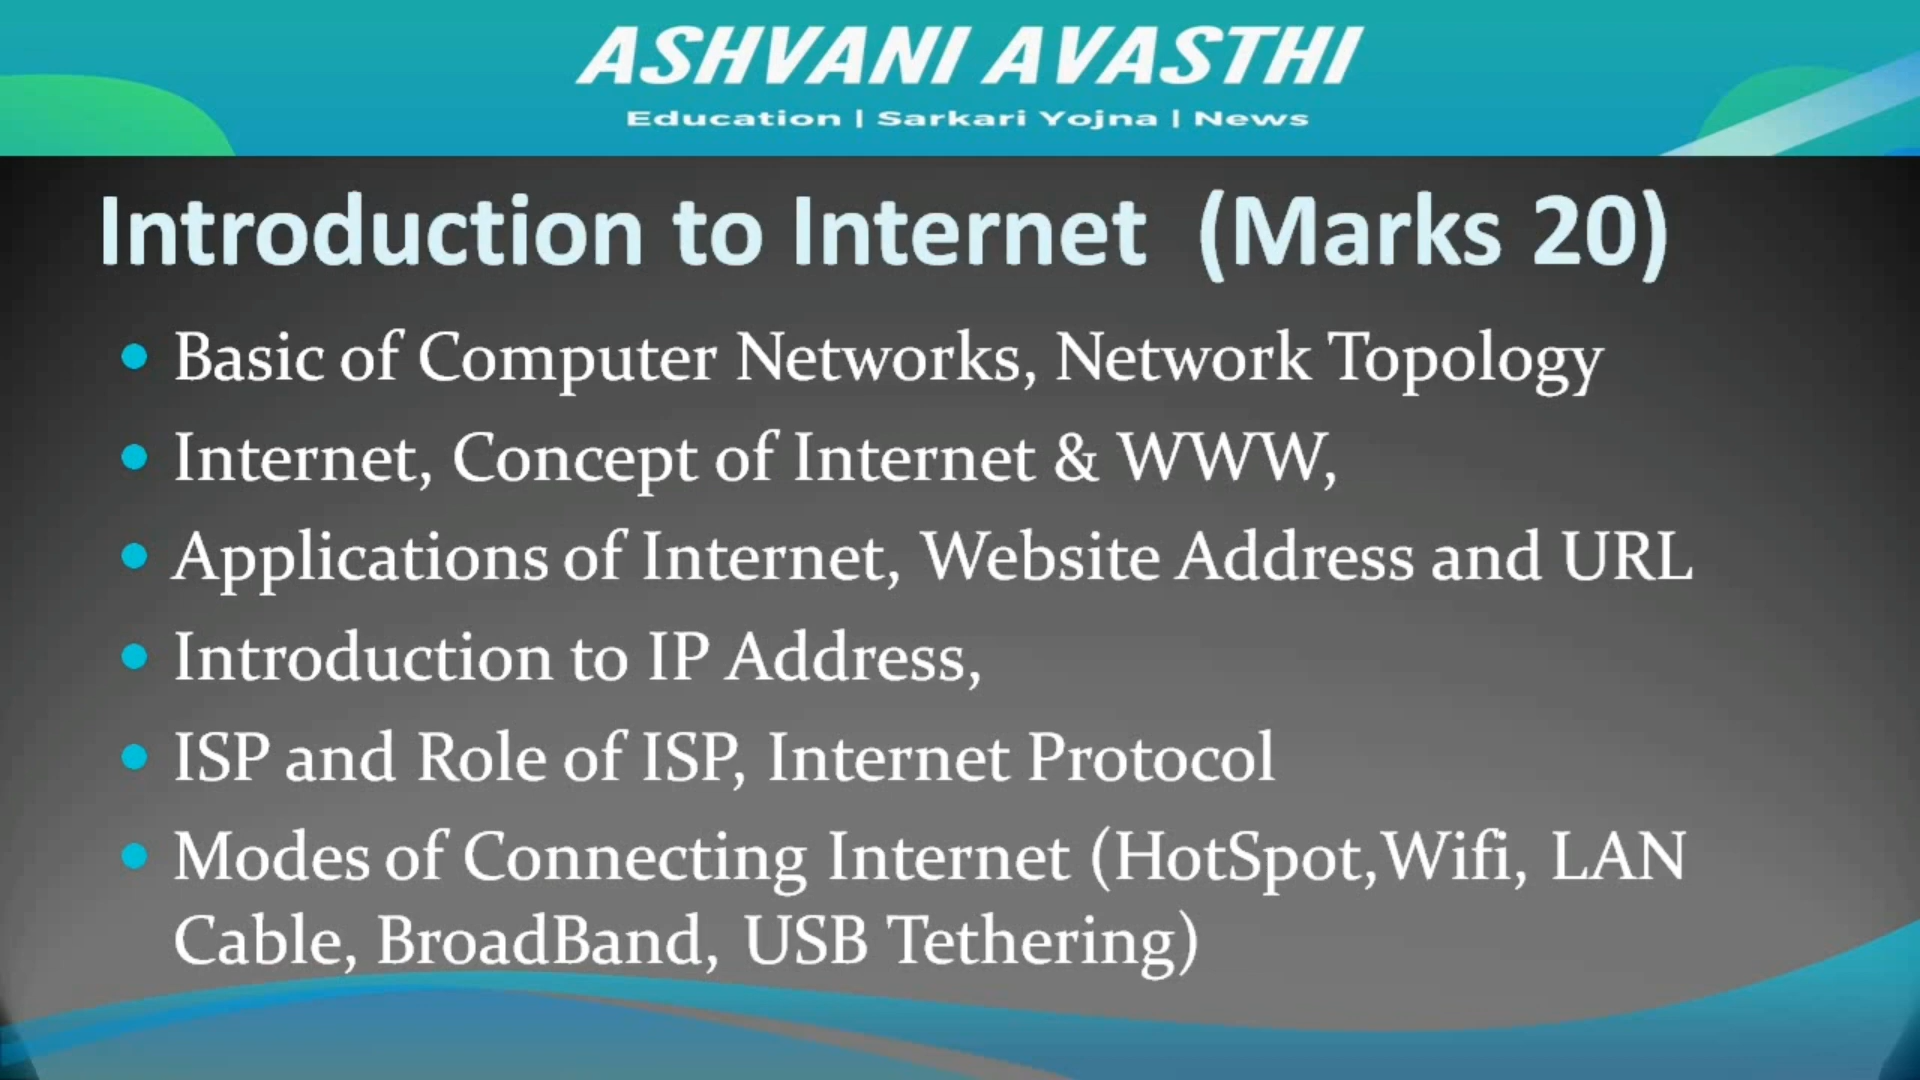 ASHVANI AVASTHI
Education | Sarkari Yojna | News
Introduction to Internet (Marks 20)
• Basic of Computer Networks, Network Topology
• Internet, Concept of Internet & WWW,
• Applications of Internet, Website Address and URL
• Introduction to IP Address,
• ISP and Role of ISP, Internet Protocol
• Modes of Connecting Internet (HotSpot,Wifi, LAN
Cable, BroadBand, USB Tethering)